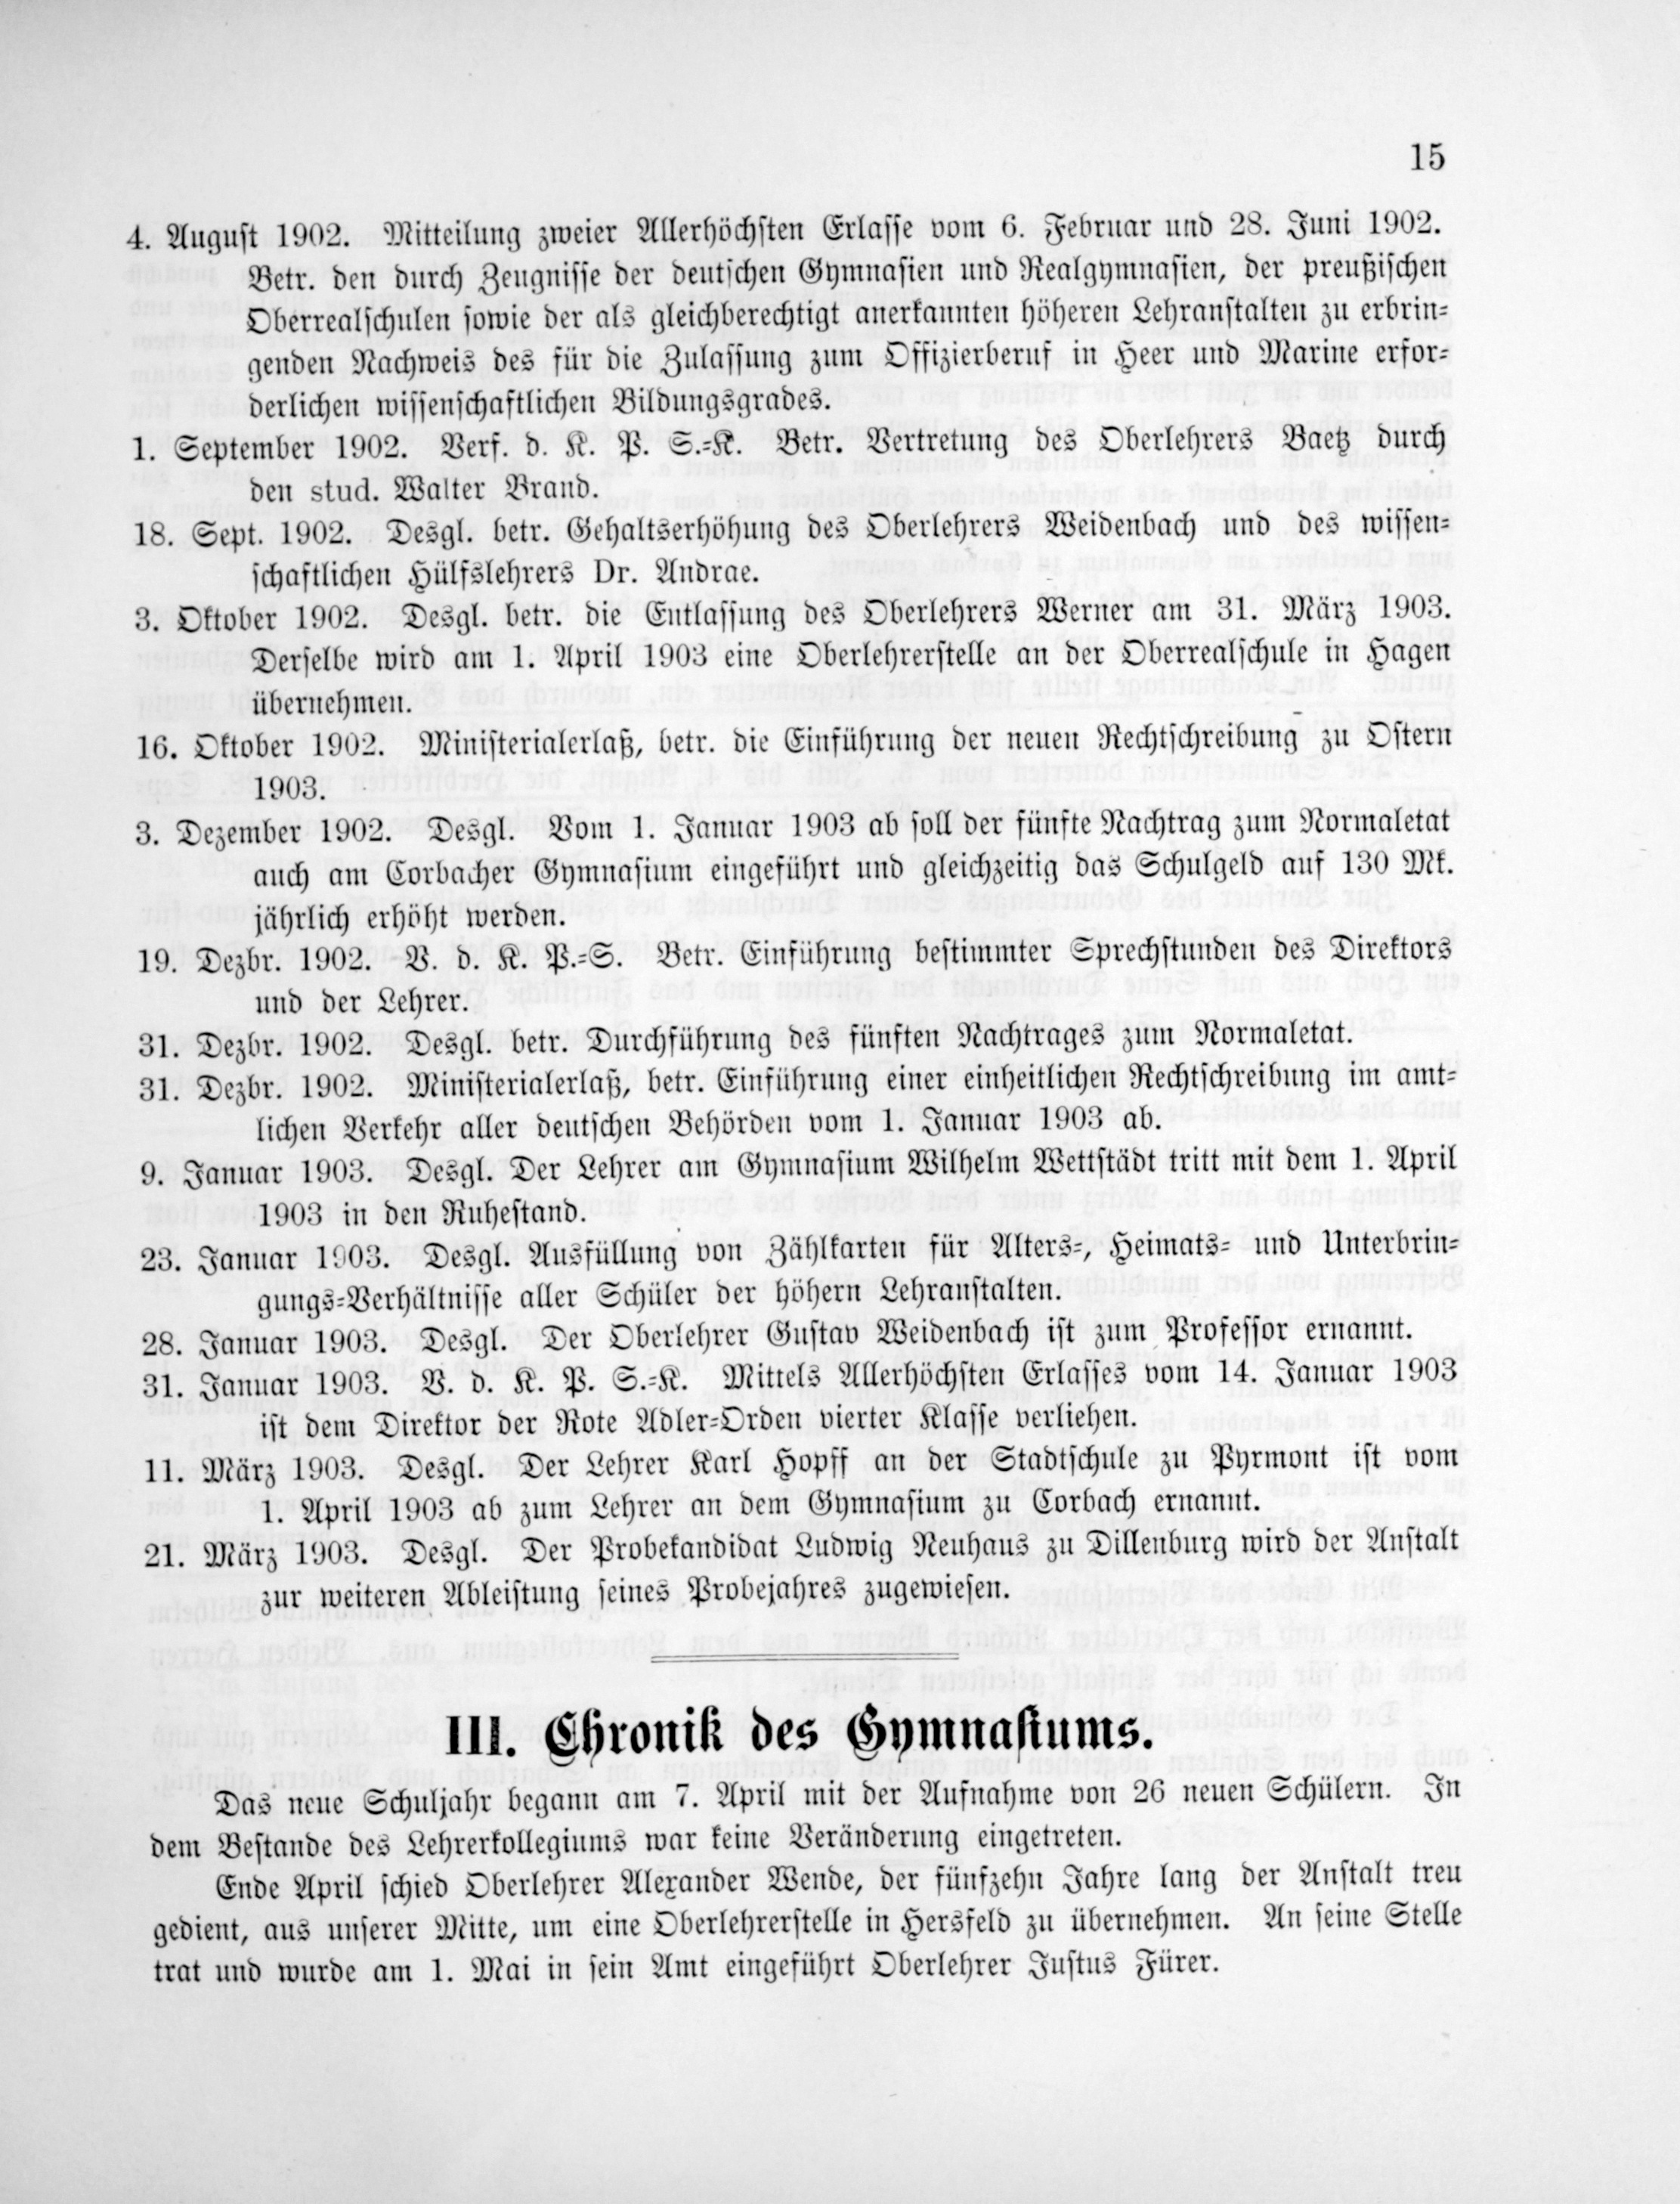 15
4. August 1902. Mitteilung zweier Allerhöchsten Erlasse vom 6. Februar und 28. Juni 1902.
Betr. den durch Zeugnisse der deutschen Gymnasien und Realgymnasien, der preußischen
Oberrealschulen sowie der als gleichberechtigt anerkannten höheren Lehranstalten zu erbrin-
genden Nachweis des für die Zulassung zum Offizierberuf in Heer und Marine erfor-
derlichen wissenschaftlichen Bildungsgrades.
1. September 1902. Verf. d. K. P. S.-K. Betr. Vertretung des Oberlehrers Baetz durch
den stud. Walter Brand.
18. Sept. 1902. Desgl. betr. Gehaltserhöhung des Oberlehrers Weidenbach und des wissen-
schaftlichen Hülfslehrers Dr. Andrae.
3. Oktober 1902. Desgl. betr. die Entlassung des Oberlehrers Werner am 31. März 1903.
Derselbe wird am 1. April 1903 eine Oberlehrerstelle an der Oberrealschule in Hagen
übernehmen.
16. Oktober 1902. Ministerialerlaß, betr. die Einführung der neuen Rechtschreibung zu Ostern
1903.
3. Dezember 1902. Desgl. Vom 1. Januar 1903 ab soll der fünfte Nachtrag zum Normaletat
auch am Corbacher Gymnasium eingeführt und gleichzeitig das Schulgeld auf 130 Mk.
jährlich erhöht werden.
19. Dezbr. 1902. V. d. K. P.-S. Betr. Einführung bestimmter Sprechstunden des Direktors
und der Lehrer.
31. Dezbr. 1902. Desgl. betr. Durchführung des fünften Nachtrages zum Normaletat.
31. Dezbr. 1902. Ministerialerlaß, betr. Einführung einer einheitlichen Rechtschreibung im amt-
lichen Verkehr aller deutschen Behörden vom 1. Januar 1903 ab.
9. Januar 1903. Desgl. Der Lehrer am Gymnasium Wilhelm Wettstädt tritt mit dem 1. April
1903 in den Ruhestand.
23. Januar 1903. Desgl. Ausfüllung von Zählkarten für Alters-, Heimats- und Unterbrin-
gungs-Verhältnisse aller Schüler der höhern Lehranstalten.
28. Januar 1903. Desgl. Der Oberlehrer Gustav Weidenbach ist zum Professor ernannt.
31. Januar 1903. V. d. K. P. S.-K. Mittels Allerhöchsten Erlasses vom 14. Januar 1903
ist dem Direktor der Rote Adler-Orden vierter Klasse verliehen.
11. März 1903. Desgl. Der Lehrer Karl Hopff an der Stadtschule zu Pyrmont ist vom
1. April 1903 ab zum Lehrer an dem Gymnasium zu Corbach ernannt.
21. März 1903. Desgl. Der Probekandidat Ludwig Neuhaus zu Dillenburg wird der Anstalt
zur weiteren Ableistung seines Probejahres zugewiesen.
III. Chronik des Gymnasiums.
Das neue Schuljahr begann am 7. April mit der Aufnahme von 26 neuen Schülern. In
dem Bestande des Lehrerkollegiums war keine Veränderung eingetreten.
Ende April schied Oberlehrer Alexander Wende, der fünfzehn Jahre lang der Anstalt treu
gedient, aus unserer Mitte, um eine Oberlehrerstelle in Hersfeld zu übernehmen. An seine Stelle
trat und wurde am 1. Mai in sein Amt eingeführt Oberlehrer Justus Fürer.